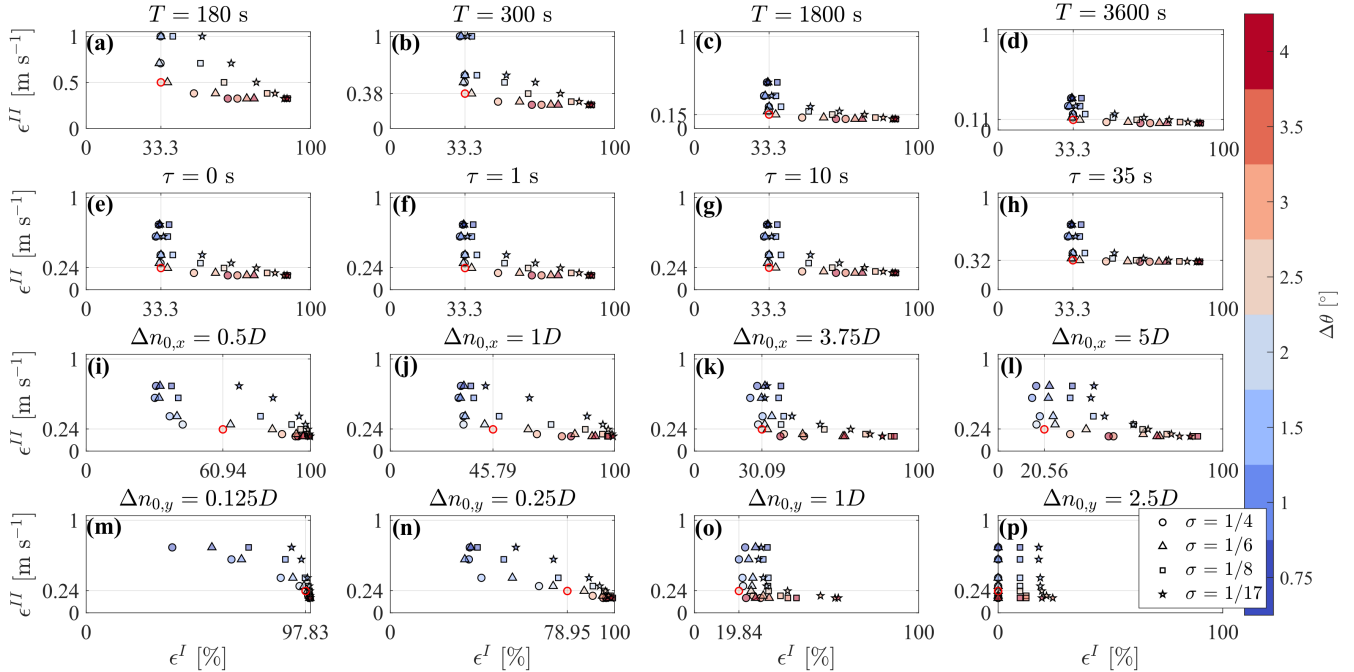 T = 180 s
T = 300 s
T = 1800 s
T = 3600 s
(a)
(b)
(c)
(d)
ϵ^{II} [m s⁻¹]
1
0.5
0
0
33.3
100
1
0.38
0
0
33.3
100
1
0.15
0
0
33.3
100
1
0.11
0
0
33.3
100
τ = 0 s
τ = 1 s
τ = 10 s
τ = 35 s
(e)
(f)
(g)
(h)
ϵ^{II} [m s⁻¹]
1
0.24
0
0
33.3
100
1
0.24
0
0
33.3
100
1
0.24
0
0
33.3
100
1
0.32
0
0
33.3
100
Δn_{0,x} = 0.5D
Δn_{0,x} = 1D
Δn_{0,x} = 3.75D
Δn_{0,x} = 5D
(i)
(j)
(k)
(l)
ϵ^{II} [m s⁻¹]
1
0.24
0
0
60.94
100
1
0.24
0
0
45.79
100
1
0.24
0
0
30.09
100
1
0.24
0
0
20.56
100
Δn_{0,y} = 0.125D
Δn_{0,y} = 0.25D
Δn_{0,y} = 1D
Δn_{0,y} = 2.5D
(m)
(n)
(o)
(p)
ϵ^{II} [m s⁻¹]
1
0.24
0
0
97.83
1
0.24
0
0
78.95
100
1
0.24
0
0
19.84
100
1
0.24
0
0
100
ϵ^{I} [%]
ϵ^{I} [%]
ϵ^{I} [%]
ϵ^{I} [%]
σ = 1/4
σ = 1/6
σ = 1/8
σ = 1/17
4
3.5
3
2.5
2
1.5
1
0.75
Δθ [°]